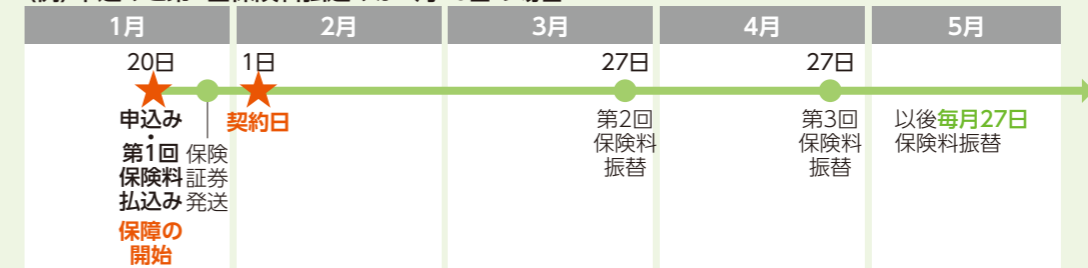 1月 2月 3月 4月 5月
20日 1日 27日 27日
申込み
・
第1回
保険料
払込み
保障の
開始
保険
証券
発送
契約日
第2回
保険料
振替
第3回
保険料
振替
以後毎月27日
保険料振替